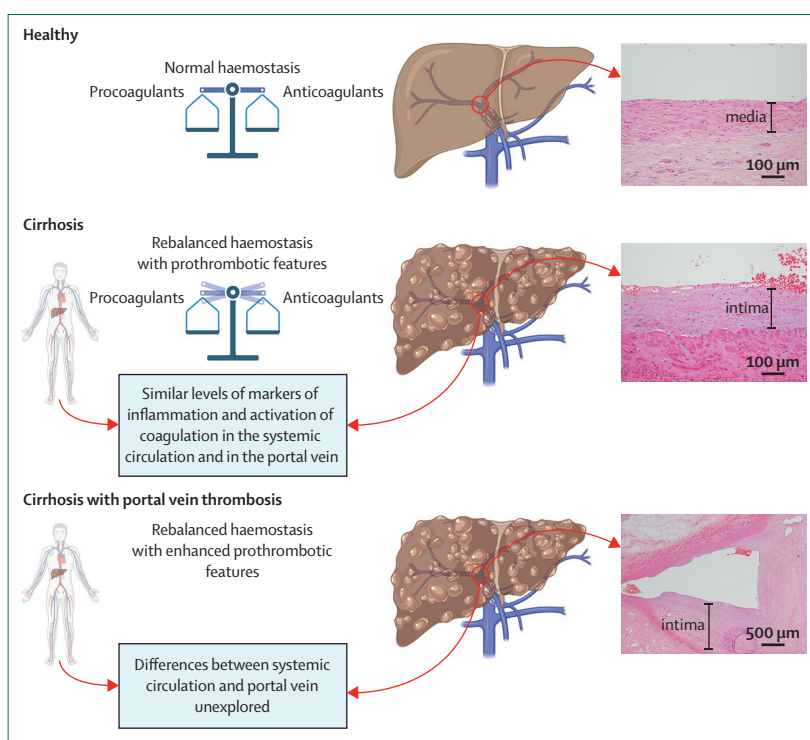 Healthy
Normal haemostasis
Procoagulants
Anticoagulants
media
100 µm
Cirrhosis
Rebalanced haemostasis
with prothrombotic features
Procoagulants
Anticoagulants
intima
100 µm
Similar levels of markers of
inflammation and activation of
coagulation in the systemic
circulation and in the portal vein
Cirrhosis with portal vein thrombosis
Rebalanced haemostasis
with enhanced prothrombotic
features
intima
500 µm
Differences between systemic
circulation and portal vein
unexplored